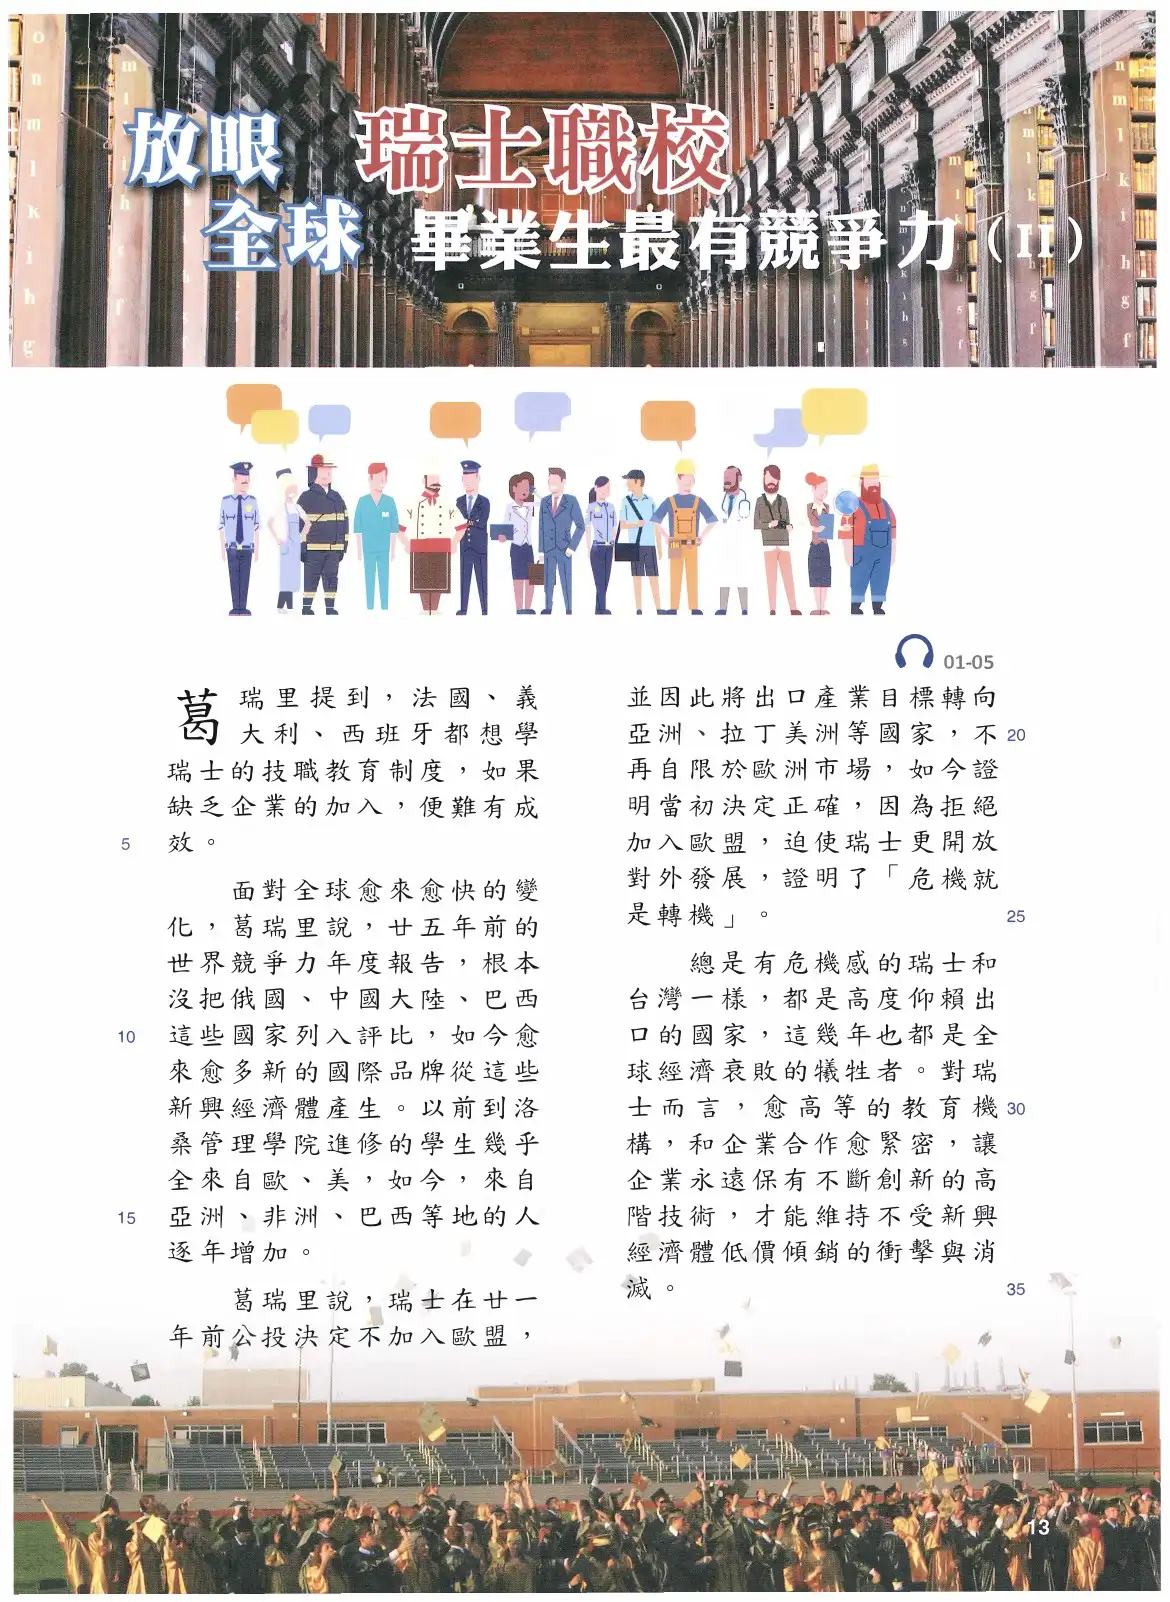 放眼 瑞士職校
全球 畢業生最有競爭力（II）
01-05
葛瑞里提到，法國、義
大利、西班牙都想學
瑞士的技職教育制度，如果
缺乏企業的加入，便難有成
5 效。
面對全球愈來愈快的變
化，葛瑞里說，廿五年前的
世界競爭力年度報告，根本
沒把俄國、中國大陸、巴西
10 這些國家列入評比，如今愈
來愈多新的國際品牌從這些
新興經濟體產生。以前到洛
桑管理學院進修的學生幾乎
全來自歐、美，如今，來自
15 亞洲、非洲、巴西等地的人
逐年增加。
葛瑞里說，瑞士在廿一
年前公投決定不加入歐盟，
並因此將出口產業目標轉向
亞洲、拉丁美洲等國家，不 20
再自限於歐洲市場，如今證
明當初決定正確，因為拒絕
加入歐盟，迫使瑞士更開放
對外發展，證明了「危機就
是轉機」。 25
總是有危機感的瑞士和
台灣一樣，都是高度仰賴出
口的國家，這幾年也都是全
球經濟衰敗的犧牲者。對瑞
士而言，愈高等的教育機 30
構，和企業合作愈緊密，讓
企業永遠保有不斷創新的高
階技術，才能維持不受新興
經濟體低價傾銷的衝擊與消
滅。 35
13